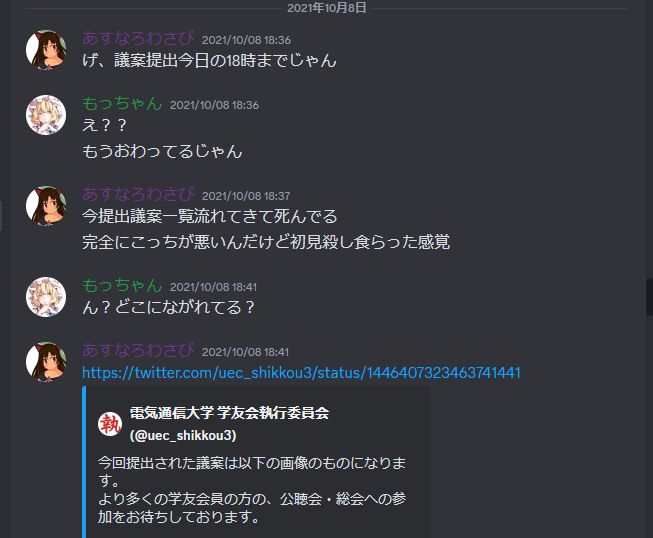 2021年10月8日
あすなろわさび 2021/10/08 18:36
げ、議案提出今日の18時までじゃん
もっちゃん 2021/10/08 18:36
え？？
もうおわってるじゃん
あすなろわさび 2021/10/08 18:37
今提出議案一覧流れてきて死んでる
完全にこっちが悪いんだけど初見殺し食らった感覚
もっちゃん 2021/10/08 18:41
ん？どこにながれてる？
あすなろわさび 2021/10/08 18:41
https://twitter.com/uec_shikkou3/status/1446407323463741441
執
電気通信大学 学友会執行委員会
(@uec_shikkou3)
今回提出された議案は以下の画像のものになりま
す。
より多くの学友会員の方の、公聴会・総会への参
加をお待ちしております。